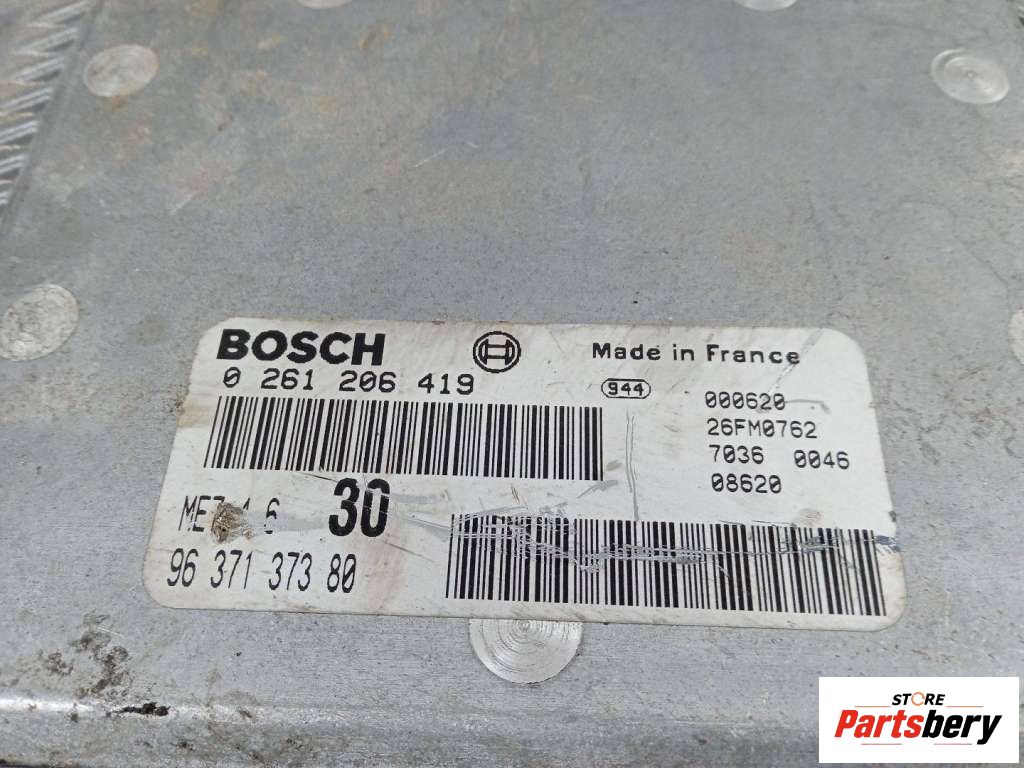 BOSCH
Made in France
0 261 206 419
944
000620
26FM0762
7036 0046
08620
30
96 371 373 80
STORE
Partsbery